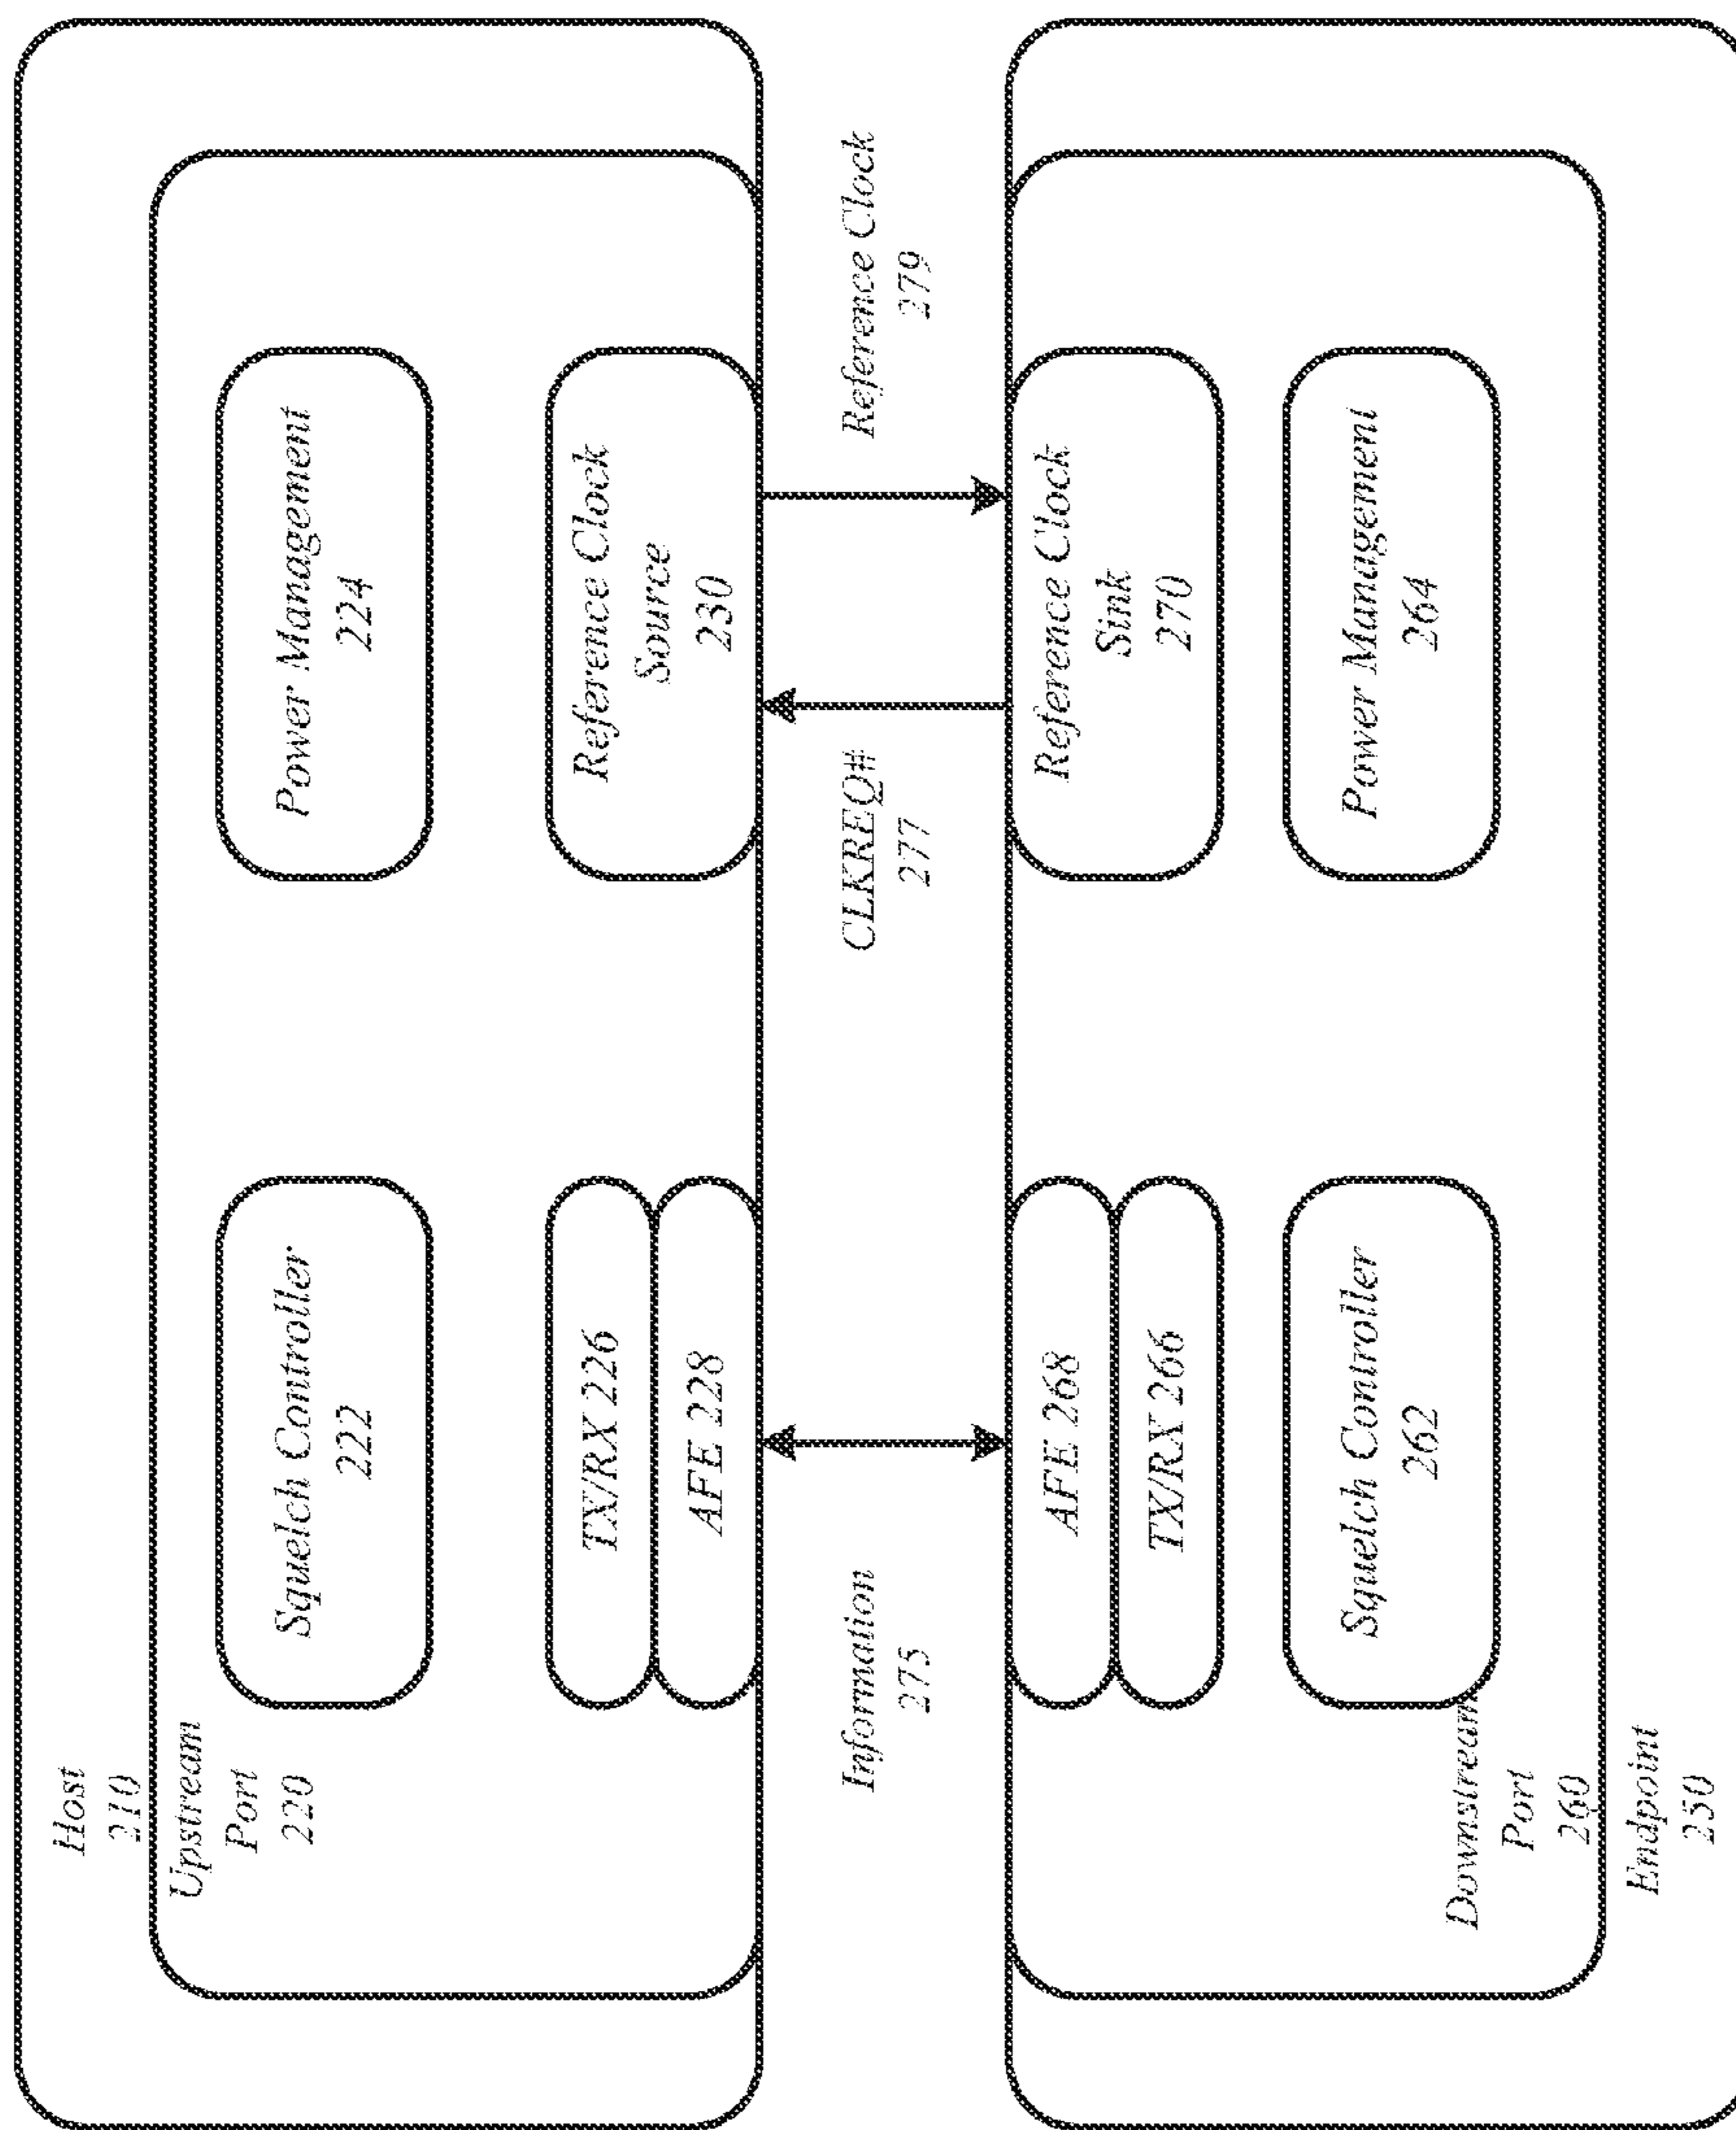 Host
210
Upstream
Port
220
Squelch Controller
222
Power Management
224
TX/RX 226
AFE 228
Reference Clock
Source
230
Information
275
CLKREQ#
277
Reference Clock
279
AFE 268
TX/RX 266
Reference Clock
Sink
270
Squelch Controller
262
Power Management
264
Downstream
Port
260
Endpoint
250